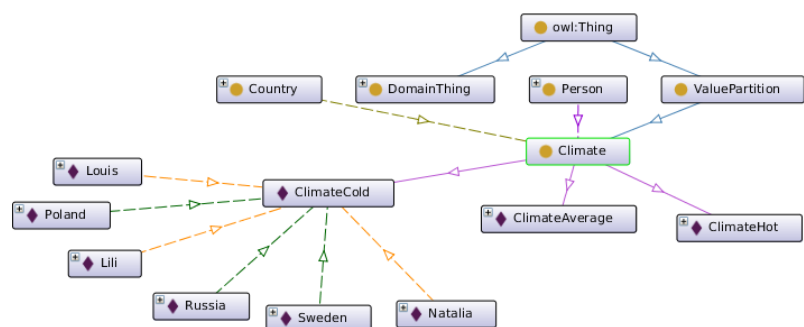 owl:Thing
Country
DomainThing
Person
ValuePartition
Climate
Louis
ClimateCold
Poland
ClimateAverage
ClimateHot
Lili
Russia
Sweden
Natalia